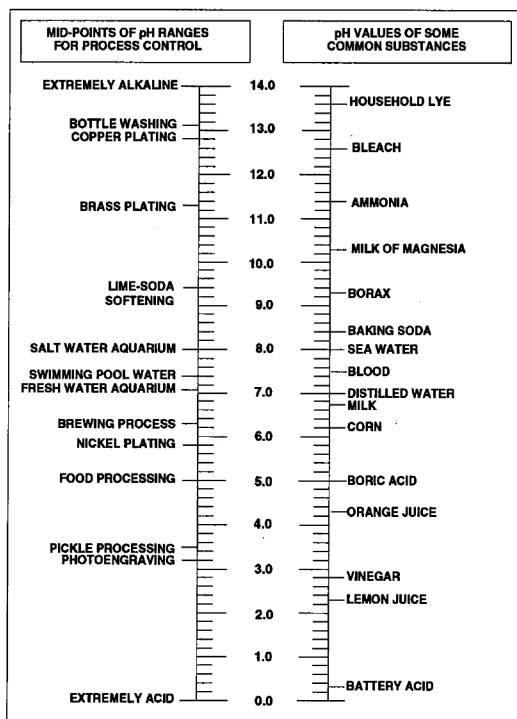 MID-POINTS OF pH RANGES
FOR PROCESS CONTROL
EXTREMELY ALKALINE
BOTTLE WASHING
COPPER PLATING
BRASS PLATING
LIME-SODA
SOFTENING
SALT WATER AQUARIUM
SWIMMING POOL WATER
FRESH WATER AQUARIUM
BREWING PROCESS
NICKEL PLATING
FOOD PROCESSING
PICKLE PROCESSING
PHOTOENGRAVING
EXTREMELY ACID
14.0
13.0
12.0
11.0
10.0
9.0
8.0
7.0
6.0
5.0
4.0
3.0
2.0
1.0
0.0
pH VALUES OF SOME
COMMON SUBSTANCES
HOUSEHOLD LYE
BLEACH
AMMONIA
MILK OF MAGNESIA
BORAX
BAKING SODA
SEA WATER
BLOOD
DISTILLED WATER
MILK
CORN
BORIC ACID
ORANGE JUICE
VINEGAR
LEMON JUICE
BATTERY ACID